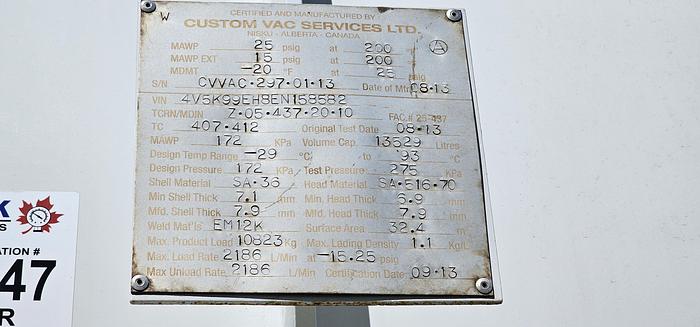 W
CERTIFIED AND MANUFACTURED BY
CUSTOM VAC SERVICES LTD.
NISKU - ALBERTA - CANADA
MAWP 25 psig at 200 A
MAWP EXT 15 psig at 200
MDMT -20 °F at 25 psig
S/N CVVAC·297·01·13 Date of Mfr. 08·13
VIN 4V5K99EH8EN158582
TCRN/MDIN Z·05·437·20·10 FAC.# 25-437
TC 407·412 Original Test Date 08·13
MAWP 172 KPa Volume Cap. 13529 Litres
Design Temp Range -29 °C to 93 °C
Design Pressure 172 KPa Test Pressure 275 KPa
Shell Material SA·36 Head Material SA·516·70
Min Shell Thick 7.1 mm Min. Head Thick 6.9 mm
Mfd. Shell Thick 7.9 mm Mfd. Head Thick 7.9 mm
Weld Mat'ls EM12K Surface Area 32.4 m
Max. Product Load 10823 Kg Max. Lading Density 1.1 Kg/L
Max. Load Rate 2186 L/Min at -15.25 psig
Max Unload Rate 2186 L/Min Certification Date 09·13
K
S
ATION #
47
R